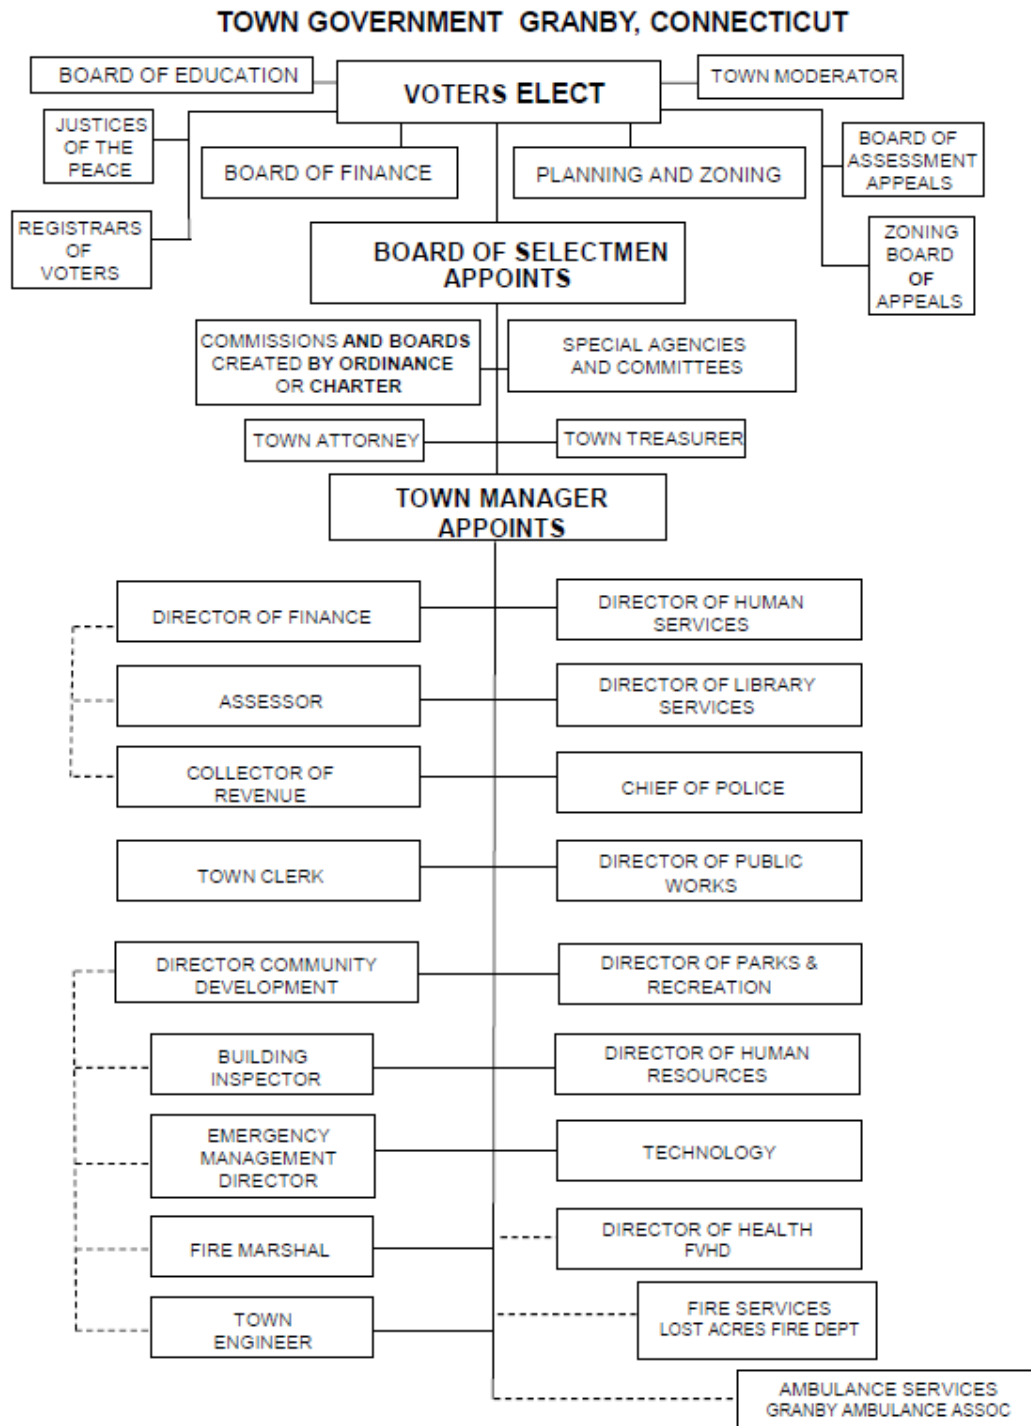 TOWN GOVERNMENT GRANBY, CONNECTICUT
BOARD OF EDUCATION
VOTERS ELECT
TOWN MODERATOR
JUSTICES
OF THE
PEACE
BOARD OF FINANCE
PLANNING AND ZONING
BOARD OF
ASSESSMENT
APPEALS
REGISTRARS
OF
VOTERS
BOARD OF SELECTMEN
APPOINTS
ZONING
BOARD
OF
APPEALS
COMMISSIONS AND BOARDS
CREATED BY ORDINANCE
OR CHARTER
SPECIAL AGENCIES
AND COMMITTEES
TOWN ATTORNEY
TOWN TREASURER
TOWN MANAGER
APPOINTS
DIRECTOR OF FINANCE
DIRECTOR OF HUMAN
SERVICES
ASSESSOR
DIRECTOR OF LIBRARY
SERVICES
COLLECTOR OF
REVENUE
CHIEF OF POLICE
TOWN CLERK
DIRECTOR OF PUBLIC
WORKS
DIRECTOR COMMUNITY
DEVELOPMENT
DIRECTOR OF PARKS &
RECREATION
BUILDING
INSPECTOR
DIRECTOR OF HUMAN
RESOURCES
EMERGENCY
MANAGEMENT
DIRECTOR
TECHNOLOGY
FIRE MARSHAL
DIRECTOR OF HEALTH
FVHD
TOWN
ENGINEER
FIRE SERVICES
LOST ACRES FIRE DEPT
AMBULANCE SERVICES
GRANBY AMBULANCE ASSOC